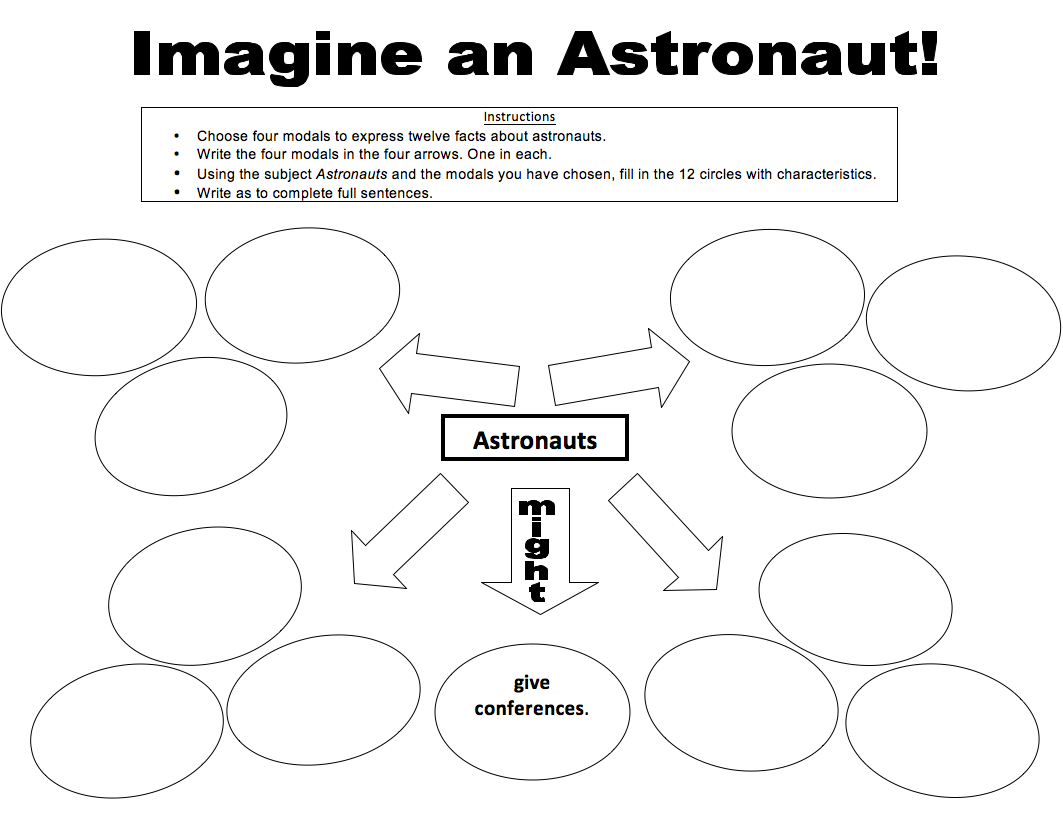 Imagine an Astronaut!
Instructions
• Choose four modals to express twelve facts about astronauts.
• Write the four modals in the four arrows. One in each.
• Using the subject Astronauts and the modals you have chosen, fill in the 12 circles with characteristics.
• Write as to complete full sentences.
Astronauts
might
give
conferences.